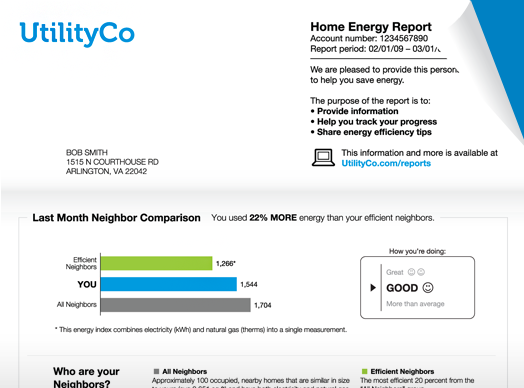 UtilityCo
Home Energy Report
Account number: 1234567890
Report period: 02/01/09 – 03/01/
We are pleased to provide this
to help you save energy.
The purpose of the report is to:
• Provide information
• Help you track your progress
• Share energy efficiency tips
This information and more is available at
UtilityCo.com/reports
BOB SMITH
1515 N COURTHOUSE RD
ARLINGTON, VA 22042
Last Month Neighbor Comparison You used 22% MORE energy than your efficient neighbors.
Efficient
Neighbors
1,266*
YOU
1,544
All Neighbors
1,704
How you're doing:
Great
GOOD
More than average
* This energy index combines electricity (kWh) and natural gas (therms) into a single measurement.
Who are your
Neighbors?
All Neighbors
Approximately 100 occupied, nearby homes that are similar in size
Efficient Neighbors
The most efficient 20 percent from the